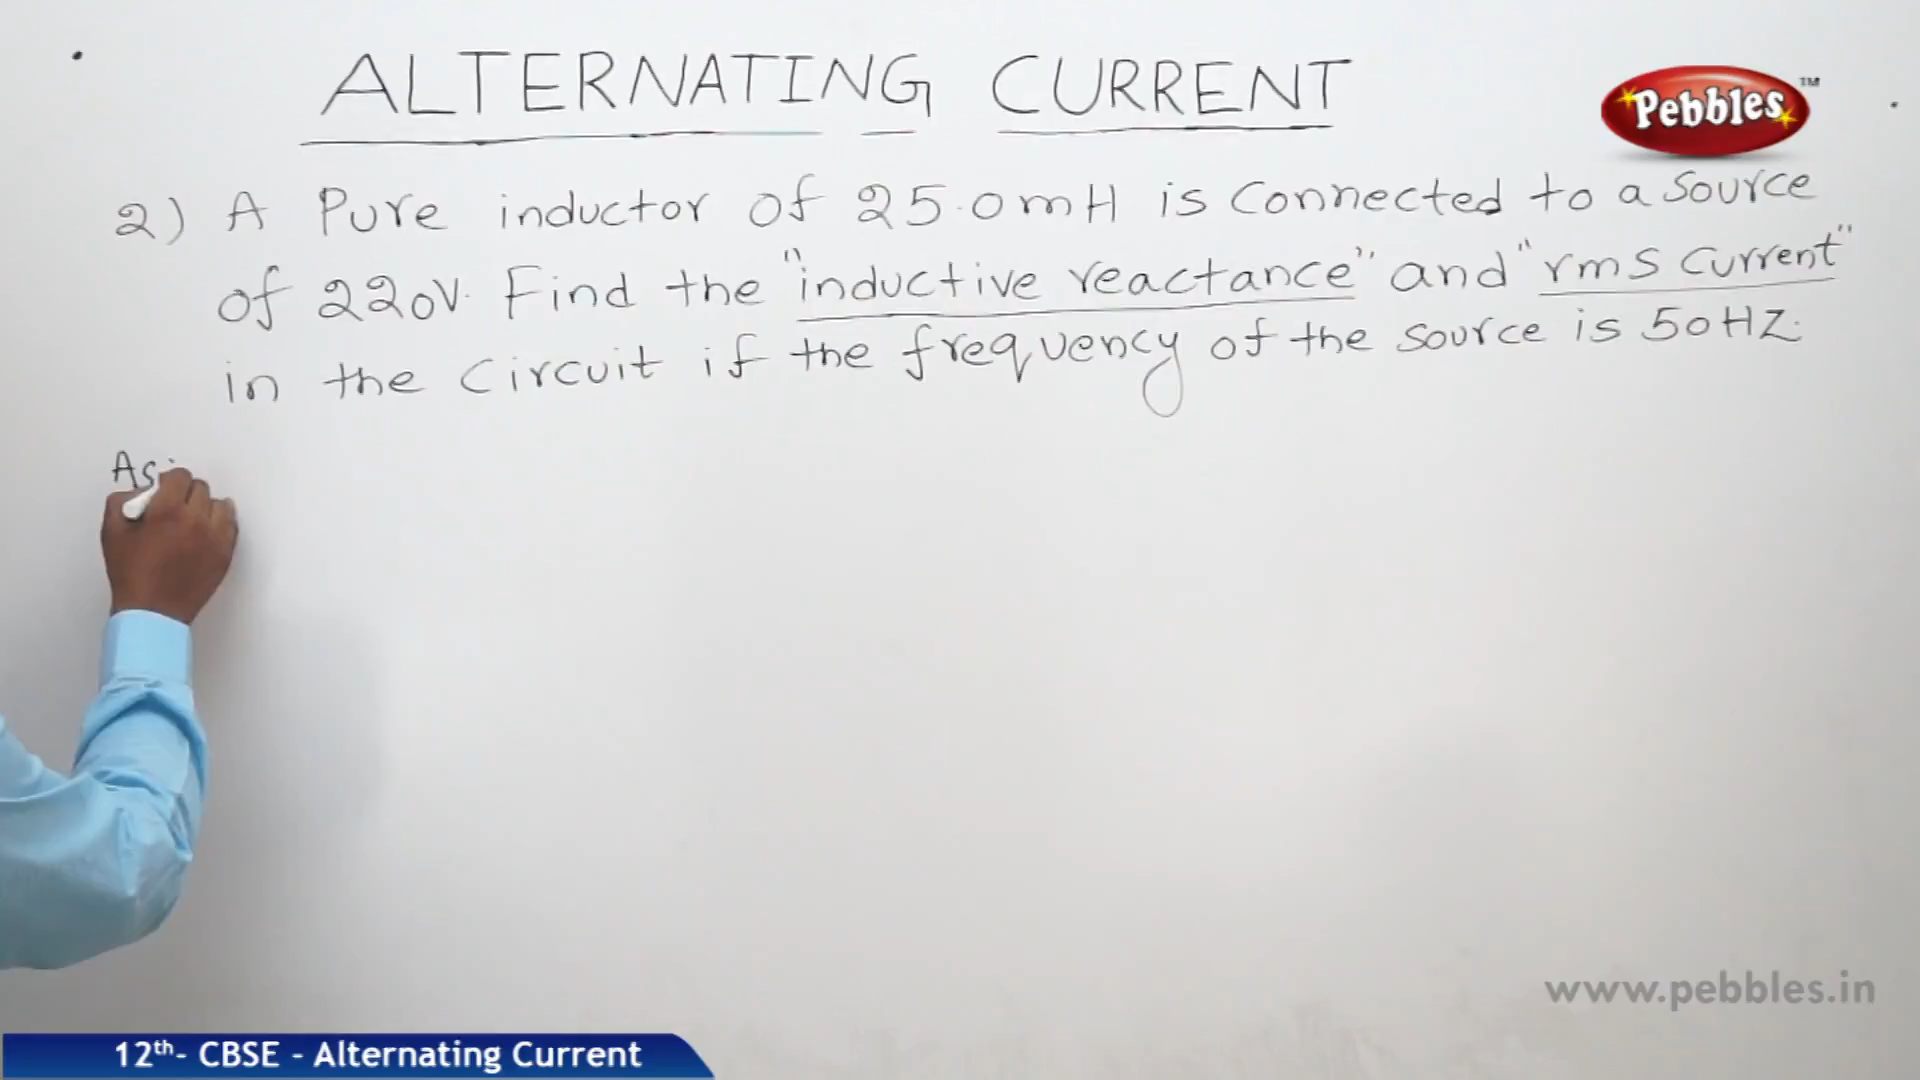 ALTERNATING CURRENT
Pebbles™
2) A Pure inductor of 25.0mH is Connected to a source
of 220V. Find the "inductive reactance" and "rms Current"
in the Circuit if the frequency of the source is 50HZ.
As
www.pebbles.in
12th- CBSE - Alternating Current